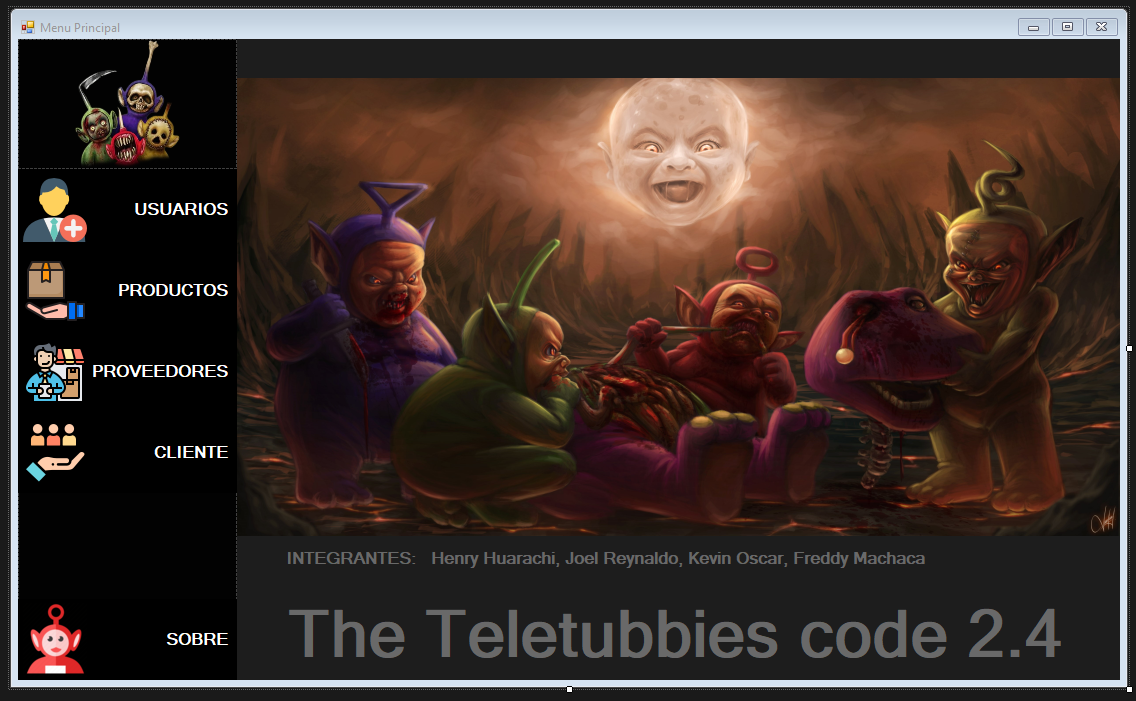 Menu Principal
USUARIOS
PRODUCTOS
PROVEEDORES
CLIENTE
INTEGRANTES: Henry Huarachi, Joel Reynaldo, Kevin Oscar, Freddy Machaca
The Teletubbies code 2.4
SOBRE